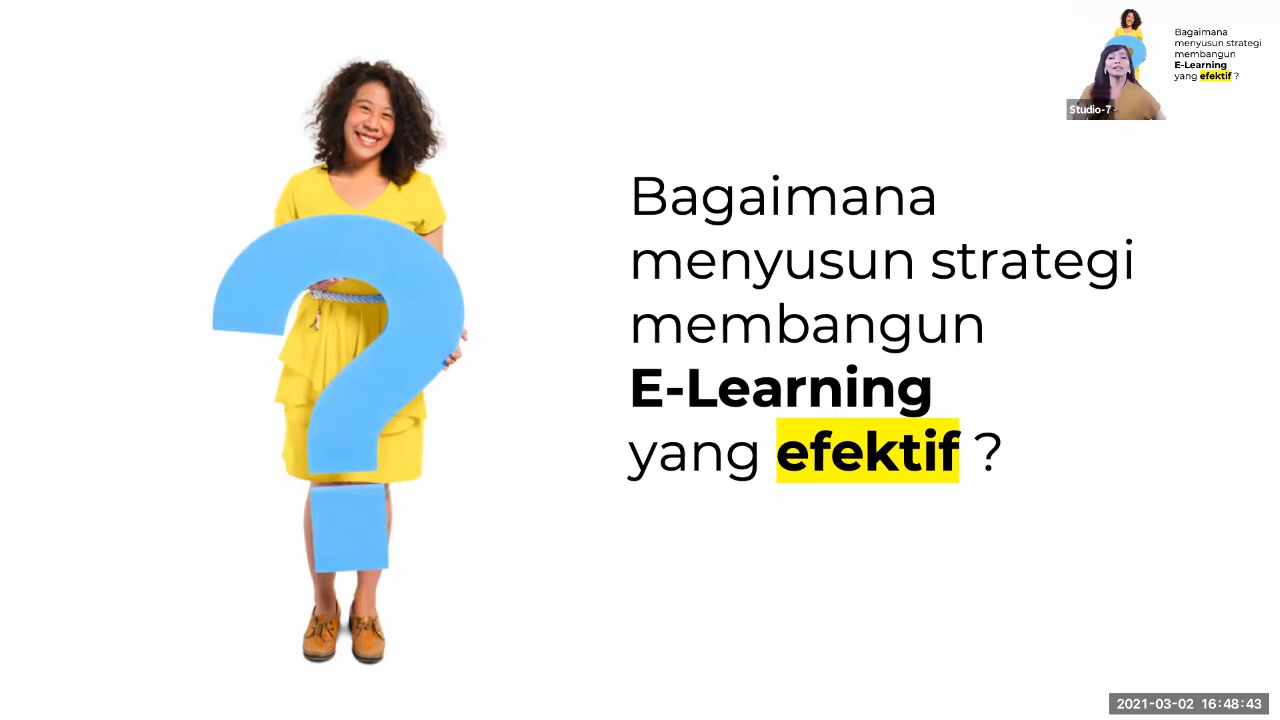 Bagaimana
menyusun strategi
membangun
E-Learning
yang efektif ?
Bagaimana
menyusun strategi
membangun
E-Learning
yang efektif ?
Studio-7 -
2021-03-02 16:48:43